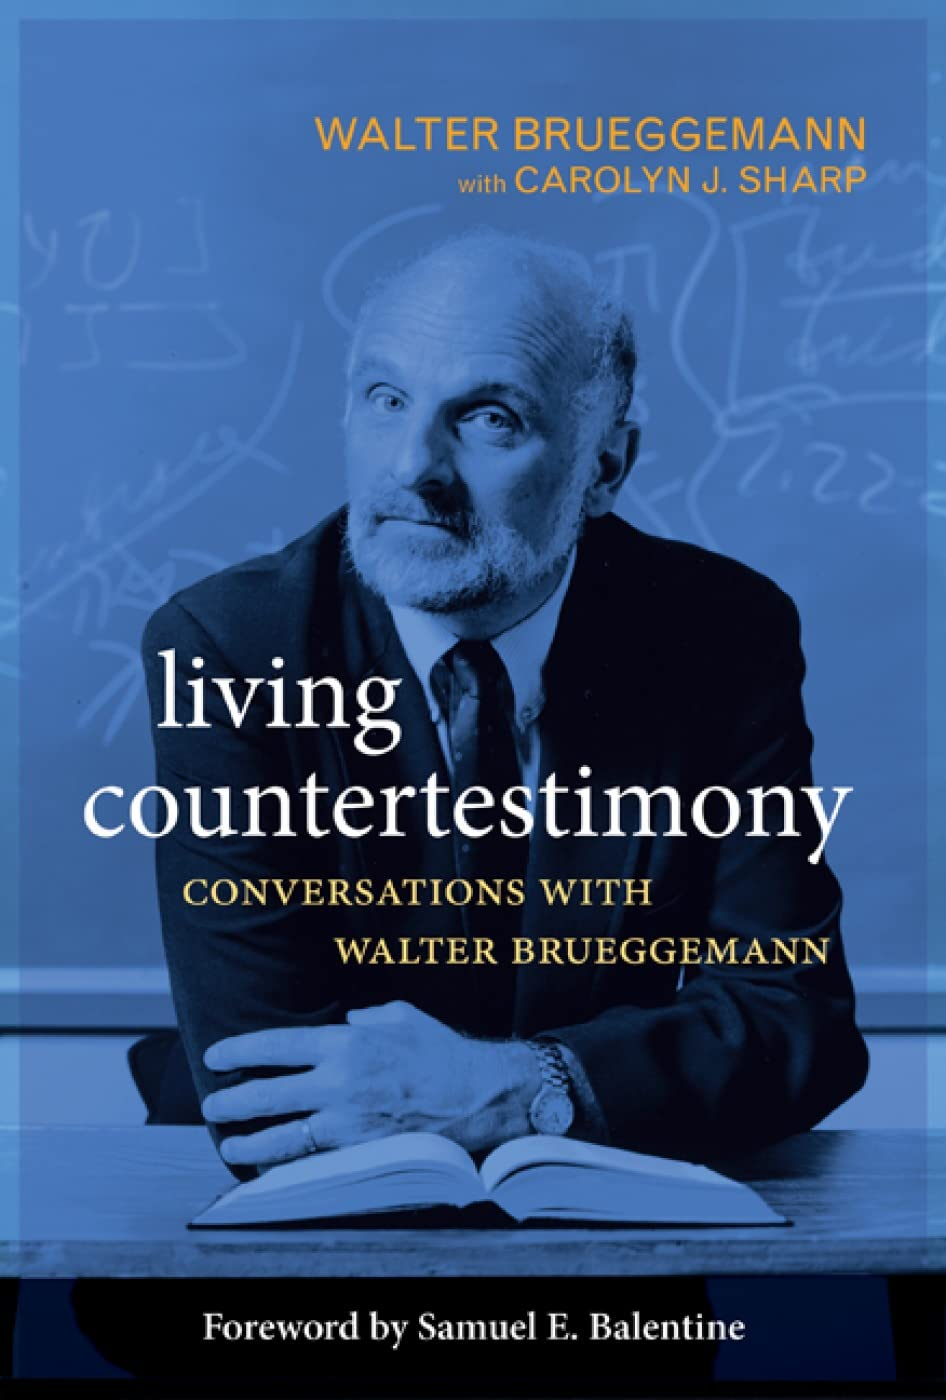 WALTER BRUEGGEMANN
with CAROLYN J. SHARP
living
countertestimony
CONVERSATIONS WITH
WALTER BRUEGGEMANN
Foreword by Samuel E. Balentine